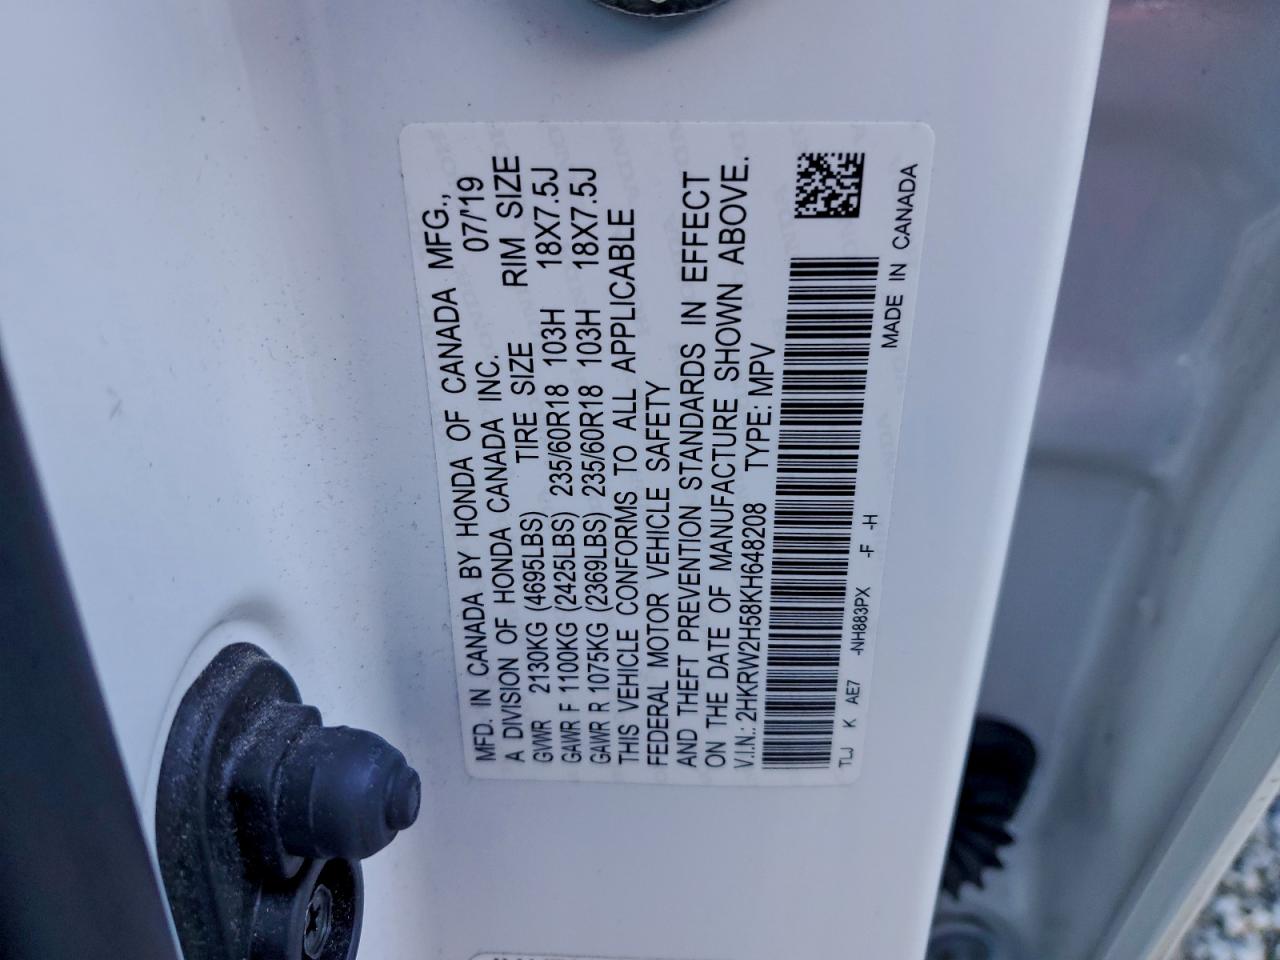 MFD. IN CANADA BY HONDA OF CANADA MFG.,
A DIVISION OF HONDA CANADA INC. 07/'19
GVWR 2130KG (4695LBS) TIRE SIZE RIM SIZE
GAWR F 1100KG (2425LBS) 235/60R18 103H 18X7.5J
GAWR R 1075KG (2369LBS) 235/60R18 103H 18X7.5J
THIS VEHICLE CONFORMS TO ALL APPLICABLE
FEDERAL MOTOR VEHICLE SAFETY
AND THEFT PREVENTION STANDARDS IN EFFECT
ON THE DATE OF MANUFACTURE SHOWN ABOVE.
V.I.N.: 2HKRW2H58KH648208 TYPE: MPV
TLJ K AE7 -NH883PX -F -H MADE IN CANADA